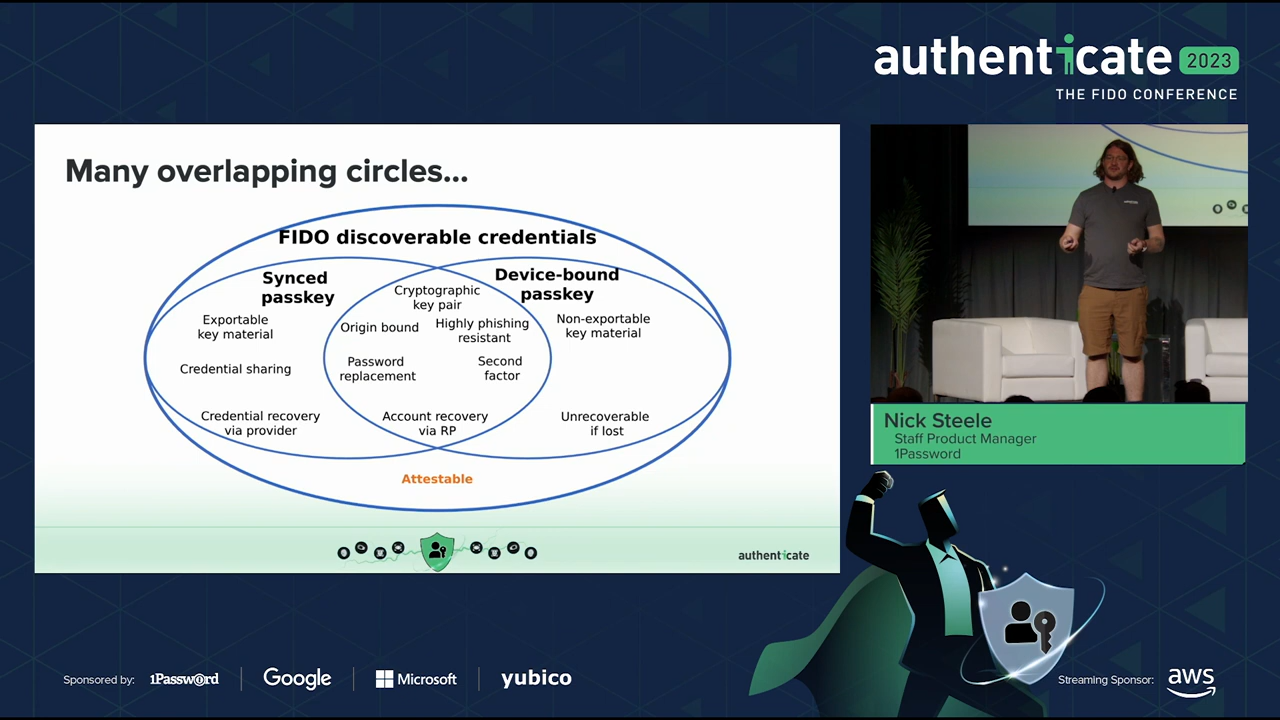 authenticate 2023
THE FIDO CONFERENCE
Many overlapping circles...
FIDO discoverable credentials
Synced
passkey
Device-bound
passkey
Cryptographic
key pair
Exportable
key material
Origin bound
Highly phishing
resistant
Non-exportable
key material
Credential sharing
Password
replacement
Second
factor
Credential recovery
via provider
Account recovery
via RP
Unrecoverable
if lost
Attestable
authenticate
Nick Steele
Staff Product Manager
1Password
Sponsored by: 1Password Google Microsoft yubico
Streaming Sponsor: aws